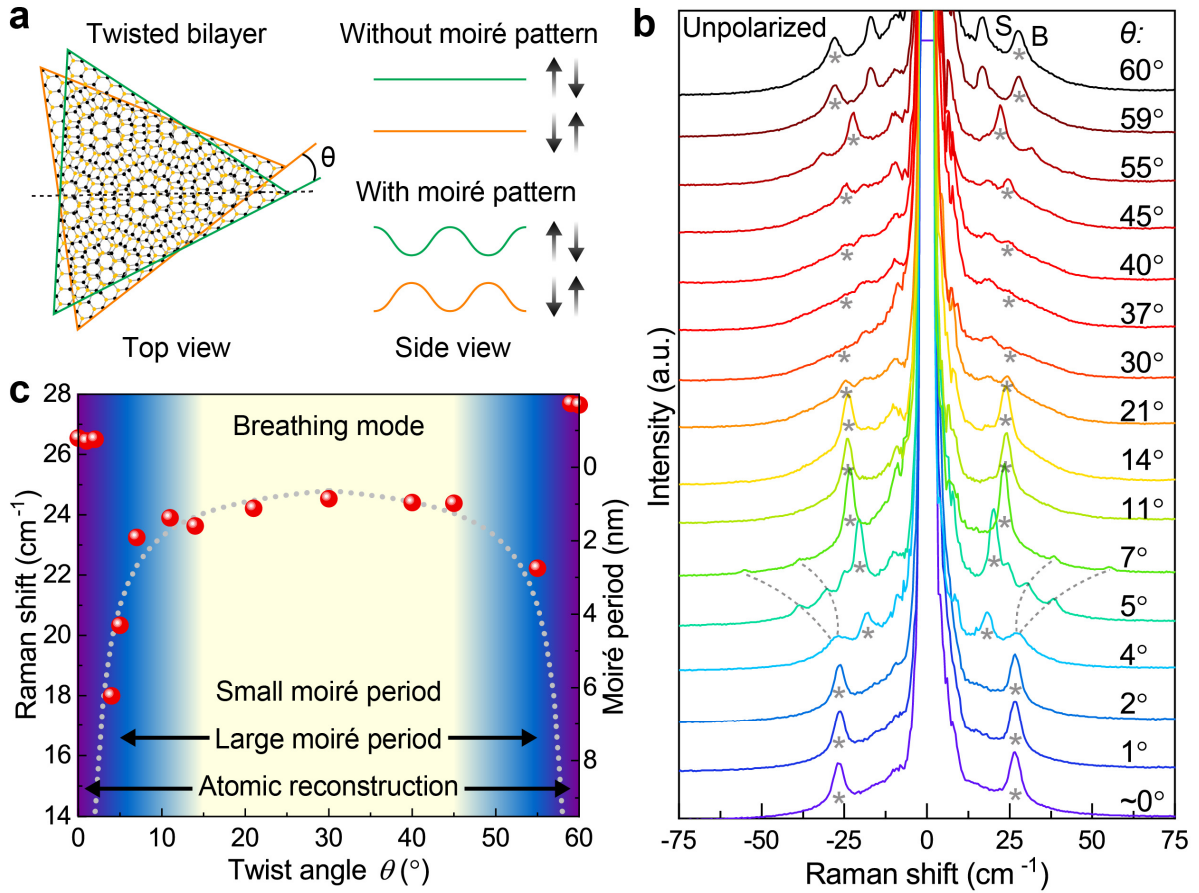 a
Twisted bilayer
Without moiré pattern
θ
With moiré pattern
Top view
Side view
b
Unpolarized
S
B
θ:
60°
59°
55°
45°
40°
37°
30°
21°
14°
11°
7°
5°
4°
2°
1°
~0°
* * * * * * * * * * * * * * * *
* * * * * * * * * * * * * * * *
Intensity (a.u.)
-75 -50 -25 0 25 50 75
Raman shift (cm⁻¹)
c
Breathing mode
Small moiré period
Large moiré period
Atomic reconstruction
28
26
24
22
20
18
16
14
Raman shift (cm⁻¹)
0
2
4
6
8
Moiré period (nm)
0 10 20 30 40 50 60
Twist angle θ (°)